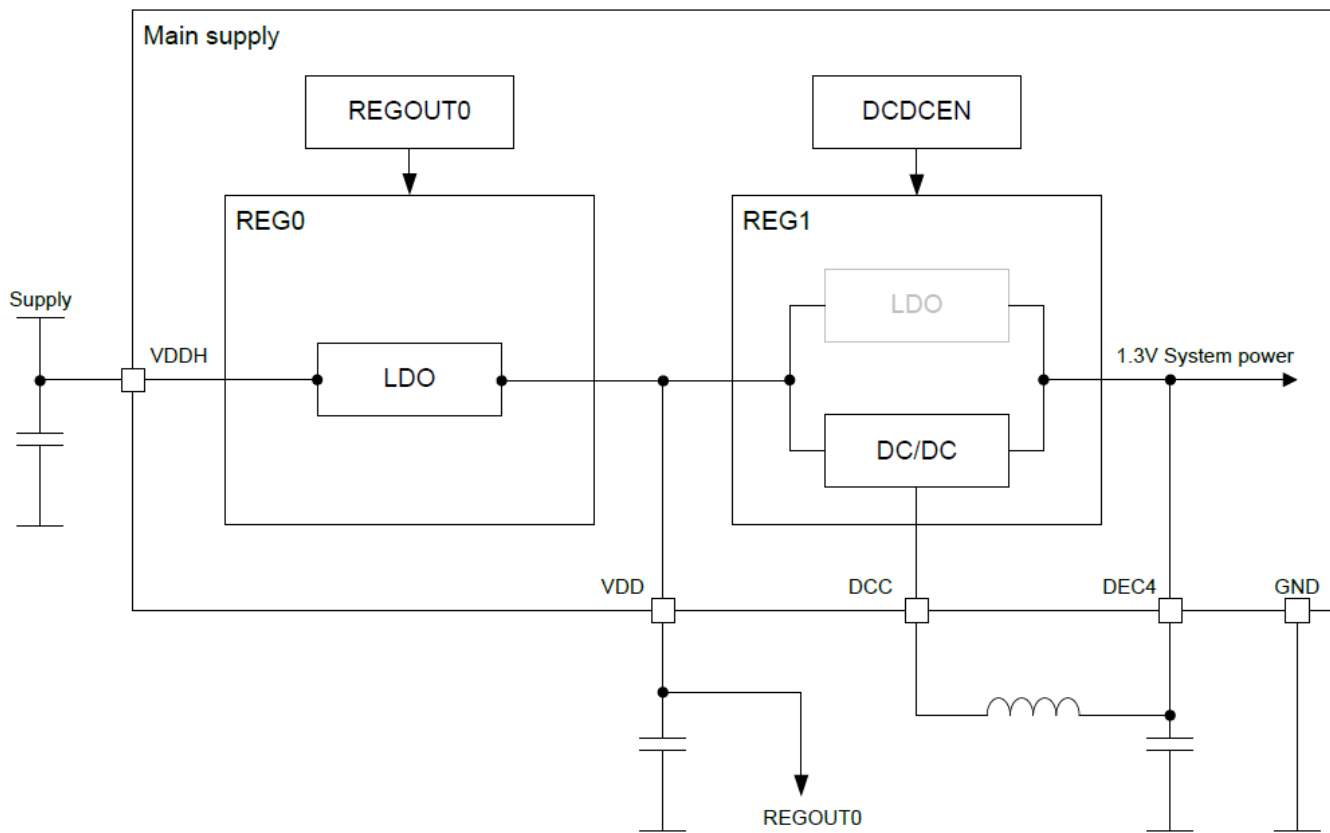 Main supply
REGOUT0
DCDCEN
REG0
REG1
LDO
Supply
VDDH
LDO
1.3V System power
DC/DC
VDD
DCC
DEC4
GND
REGOUT0